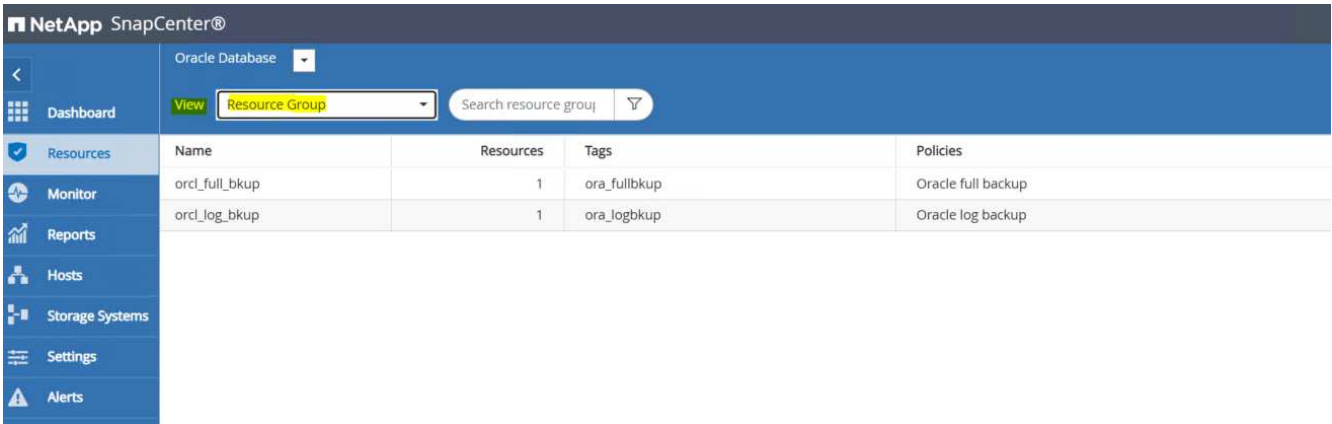 NetApp SnapCenter®
Oracle Database
View Resource Group Search resource group
Dashboard
Resources
Monitor
Reports
Hosts
Storage Systems
Settings
Alerts
Name Resources Tags Policies
orcl_full_bkup 1 ora_fullbkup Oracle full backup
orcl_log_bkup 1 ora_logbkup Oracle log backup